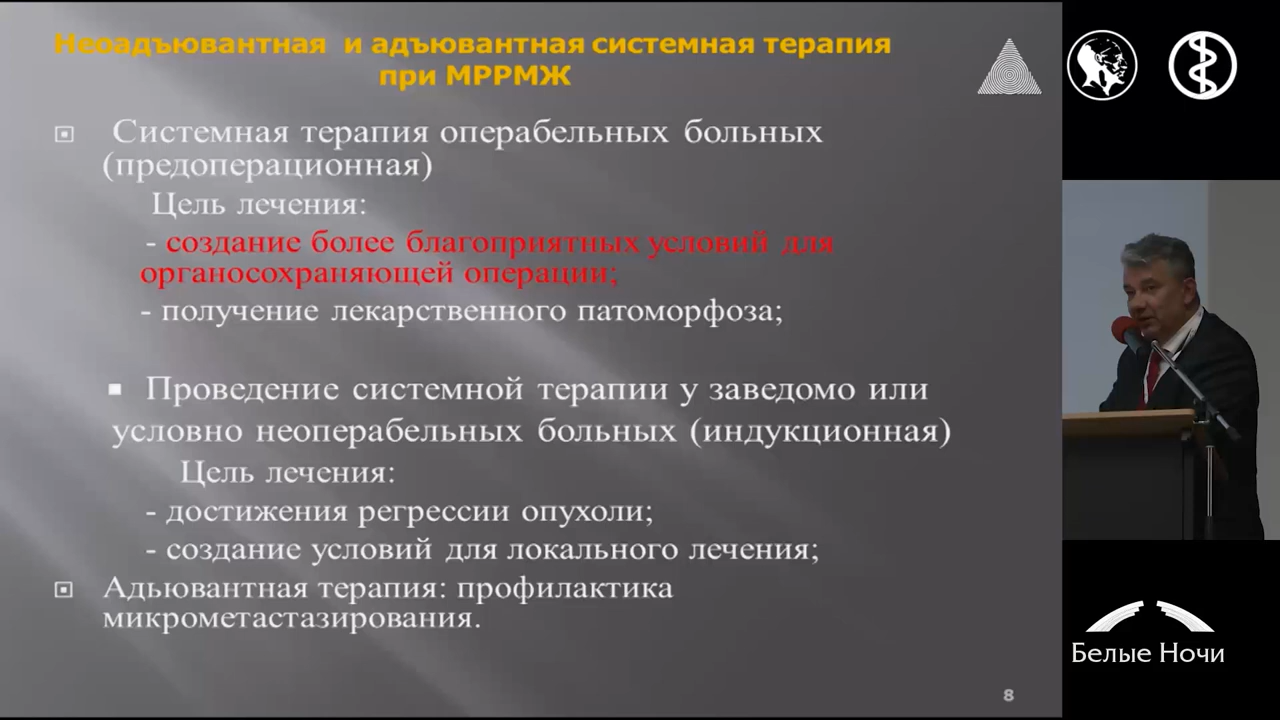 Неоадъювантная и адъювантная системная терапия
при МРРМЖ
Системная терапия операбельных больных
(предоперационная)
Цель лечения:
- создание более благоприятных условий для
органосохраняющей операции;
- получение лекарственного патоморфоза;
Проведение системной терапии у заведомо или
условно неоперабельных больных (индукционная)
Цель лечения:
- достижения регрессии опухоли;
- создание условий для локального лечения;
Адьювантная терапия: профилактика
микрометастазирования.
8
Белые Ночи